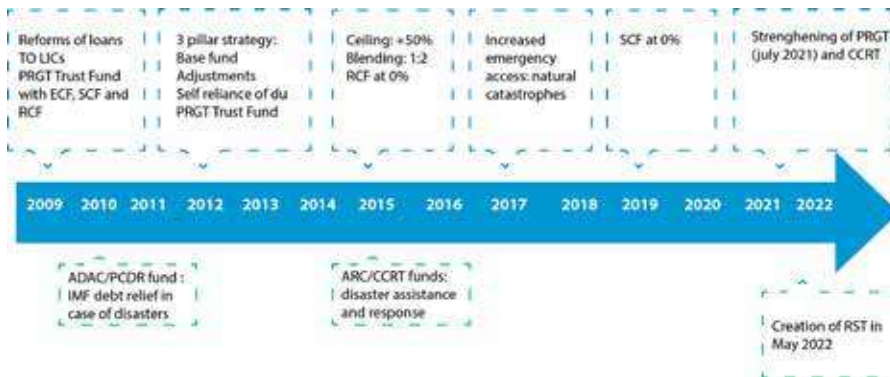 Reforms of loans
TO LICs
PRGT Trust Fund
with ECF, SCF and
RCF
3 pillar strategy:
Base fund
Adjustments
Self reliance of du
PRGT Trust Fund
Ceiling: +50%
Blending: 1:2
RCF at 0%
Increased
emergency
access: natural
catastrophes
SCF at 0%
Strenghening of PRGT
(july 2021) and CCRT
2009 2010 2011 2012 2013 2014 2015 2016 2017 2018 2019 2020 2021 2022
ADAC/PCDR fund :
IMF debt relief in
case of disasters
ARC/CCRT funds:
disaster assistance
and response
Creation of RST in
May 2022